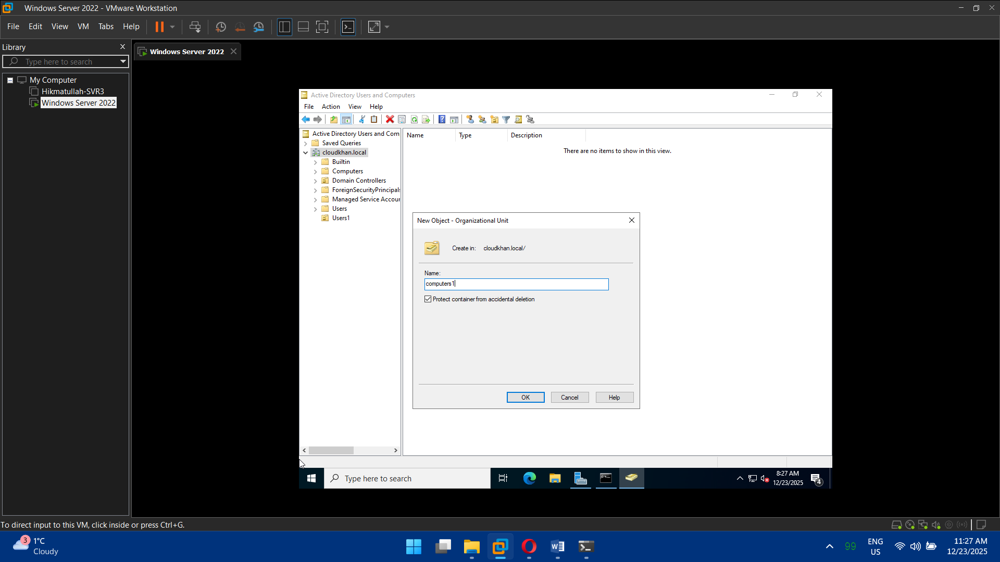 Windows Server 2022 - VMware Workstation
File Edit View VM Tabs Help
Library
Type here to search
My Computer
Hikmatullah-SVR3
Windows Server 2022
Windows Server 2022
Active Directory Users and Computers
File Action View Help
Active Directory Users and Com
Saved Queries
cloudkhan.local
Builtin
Computers
Domain Controllers
ForeignSecurityPrincipals
Managed Service Accour
Users
Users1
Name Type Description
There are no items to show in this view.
New Object - Organizational Unit
Create in: cloudkhan.local/
Name:
computers1
Protect container from accidental deletion
OK Cancel Help
Type here to search
8:27 AM
12/23/2025
4
To direct input to this VM, click inside or press Ctrl+G.
3
1°C
Cloudy
99
ENG
US
11:27 AM
12/23/2025